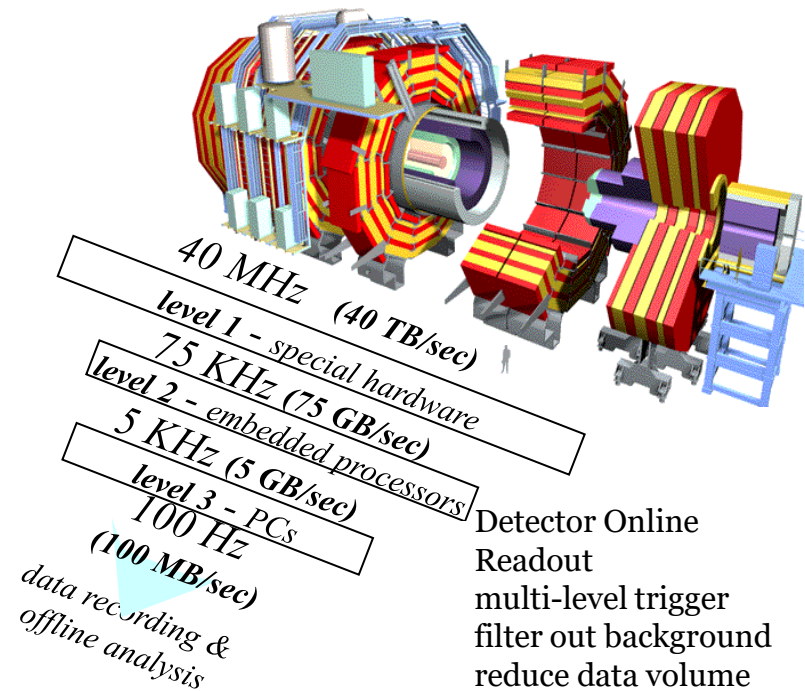 40 MHz (40 TB/sec)
level 1 - special hardware
75 KHz (75 GB/sec)
level 2 - embedded processors
5 KHz (5 GB/sec)
level 3 - PCs
100 Hz
(100 MB/sec)
data recording &
offline analysis
Detector Online
Readout
multi-level trigger
filter out background
reduce data volume